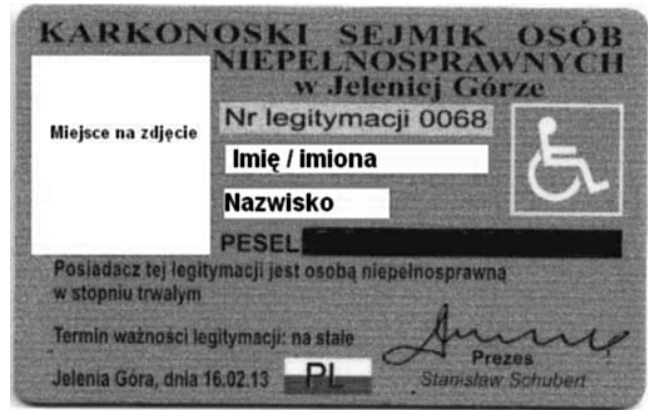 KARKONOSKI SEJMIK OSÓB
NIEPEŁNOSPRAWNYCH
w Jeleniej Górze
Miejsce na zdjęcie
Nr legitymacji 0068
Imię / imiona
Nazwisko
PESEL
Posiadacz tej legitymacji jest osobą niepełnosprawną
w stopniu trwałym
Termin ważności legitymacji: na stałe
Prezes
Jelenia Góra, dnia 16.02.13 PL Stanisław Schubert